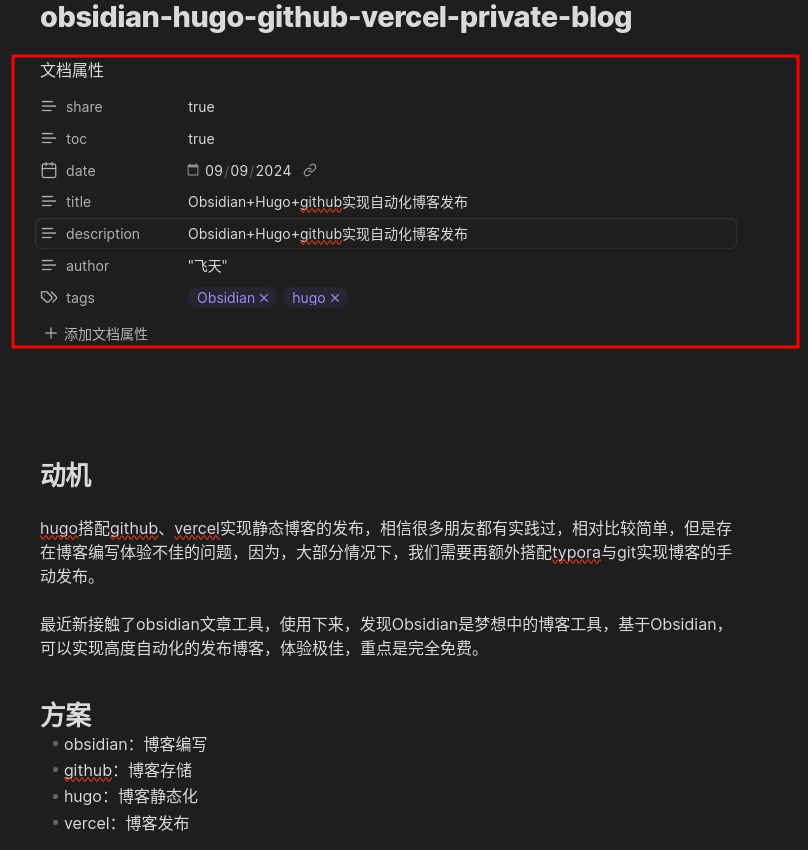 obsidian-hugo-github-vercel-private-blog
文档属性
share true
toc true
date 09/09/2024
title Obsidian+Hugo+github实现自动化博客发布
description Obsidian+Hugo+github实现自动化博客发布
author "飞天"
tags Obsidian × hugo ×
+ 添加文档属性
动机
hugo搭配github、vercel实现静态博客的发布，相信很多朋友都有实践过，相对比较简单，但是存
在博客编写体验不佳的问题，因为，大部分情况下，我们需要再额外搭配typora与git实现博客的手
动发布。
最近新接触了obsidian文章工具，使用下来，发现Obsidian是梦想中的博客工具，基于Obsidian，
可以实现高度自动化的发布博客，体验极佳，重点是完全免费。
方案
• obsidian：博客编写
• github：博客存储
• hugo：博客静态化
• vercel：博客发布